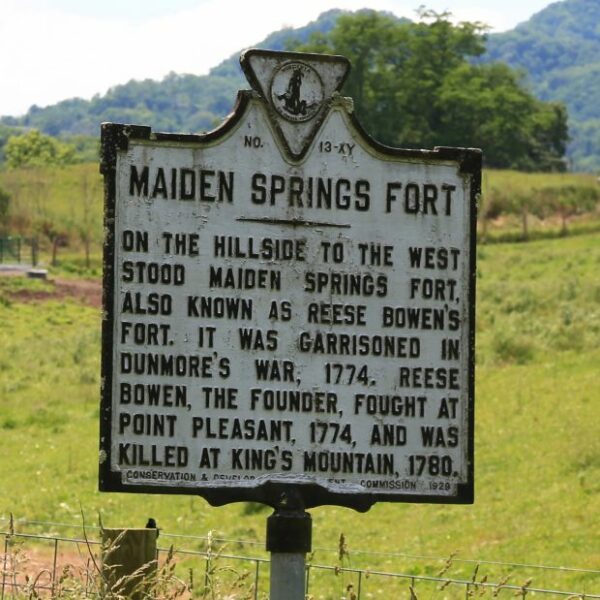 NO. 13-XY
MAIDEN SPRINGS FORT
ON THE HILLSIDE TO THE WEST
STOOD MAIDEN SPRINGS FORT,
ALSO KNOWN AS REESE BOWEN'S
FORT. IT WAS GARRISONED IN
DUNMORE'S WAR, 1774. REESE
BOWEN, THE FOUNDER, FOUGHT AT
POINT PLEASANT, 1774, AND WAS
KILLED AT KING'S MOUNTAIN, 1780.
CONSERVATION & COMMISSION 1928